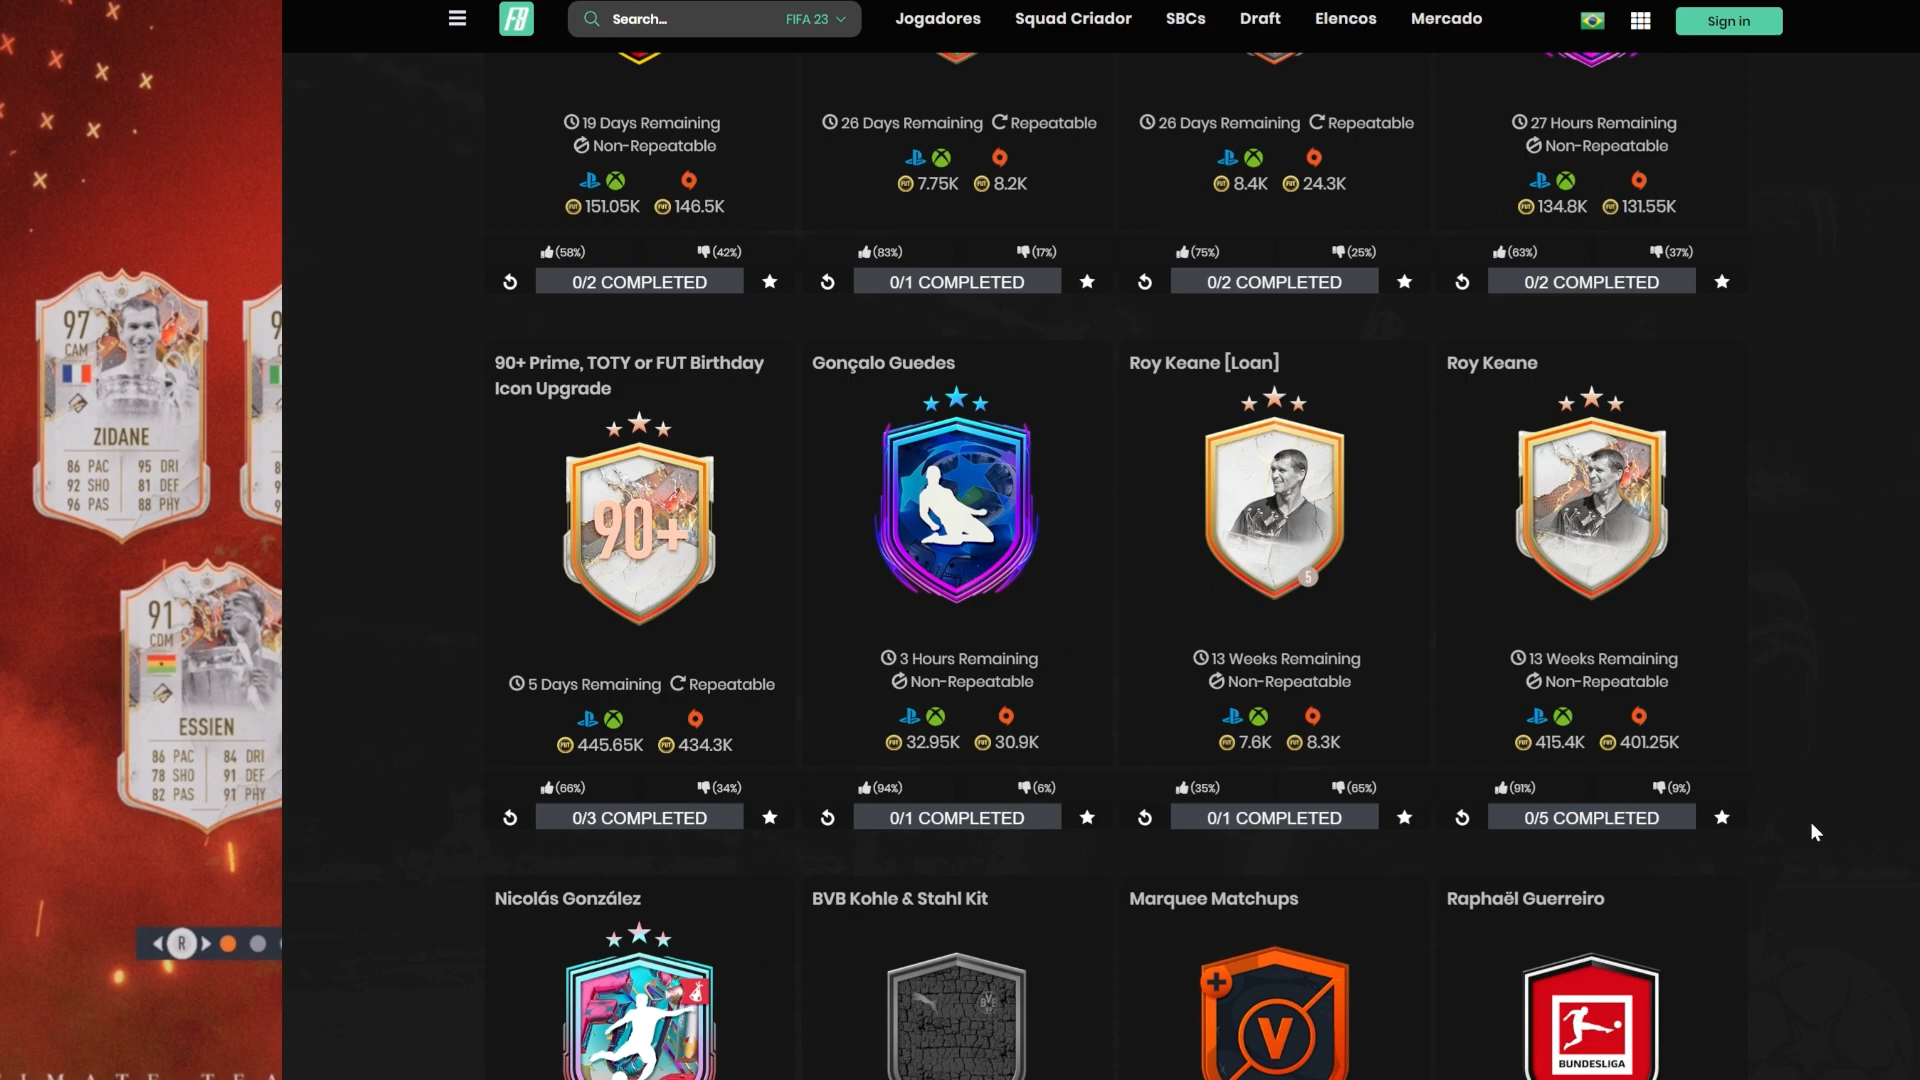 Search...
FIFA 23
Jogadores
Squad Criador
SBCs
Draft
Elencos
Mercado
Sign in
19 Days Remaining
Non-Repeatable
151.05K
146.5K
(58%)
(42%)
0/2 COMPLETED
26 Days Remaining
Repeatable
7.75K
8.2K
(83%)
(17%)
0/1 COMPLETED
26 Days Remaining
Repeatable
8.4K
24.3K
(75%)
(25%)
0/2 COMPLETED
27 Hours Remaining
Non-Repeatable
134.8K
131.55K
(63%)
(37%)
0/2 COMPLETED
90+ Prime, TOTY or FUT Birthday
Icon Upgrade
90+
5 Days Remaining
Repeatable
445.65K
434.3K
(66%)
(34%)
0/3 COMPLETED
Gonçalo Guedes
3 Hours Remaining
Non-Repeatable
32.95K
30.9K
(94%)
(6%)
0/1 COMPLETED
Roy Keane [Loan]
5
13 Weeks Remaining
Non-Repeatable
7.6K
8.3K
(35%)
(65%)
0/1 COMPLETED
Roy Keane
13 Weeks Remaining
Non-Repeatable
415.4K
401.25K
(91%)
(9%)
0/5 COMPLETED
Nicolás González
BVB Kohle & Stahl Kit
Marquee Matchups
V
Raphaël Guerreiro
BUNDESLIGA
97
CAM
ZIDANE
86 PAC 95 DRI
92 SHO 81 DEF
96 PAS 88 PHY
91
CDM
ESSIEN
86 PAC 84 DRI
78 SHO 91 DEF
82 PAS 91 PHY
R